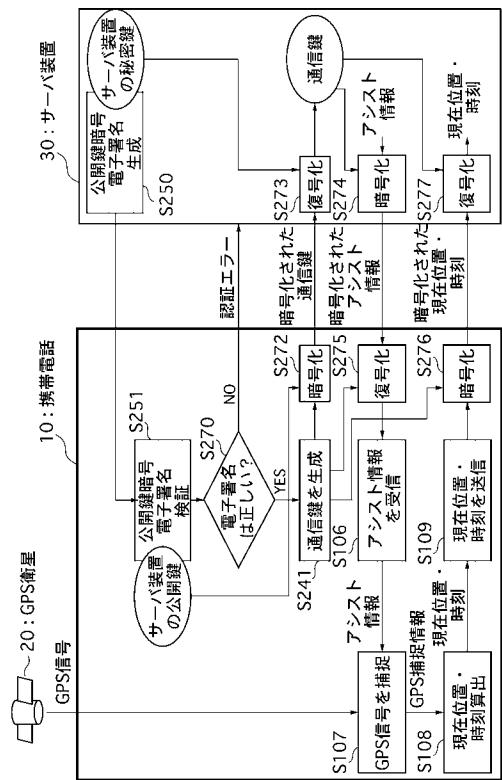 20：GPS衛星
GPS信号
10：携帯電話
30：サーバ装置
公開鍵暗号
電子署名
生成
S250
サーバ装置
の秘密鍵
サーバ装置
の公開鍵
公開鍵暗号
電子署名
検証
S251
電子署名
は正しい？
S270
NO
認証エラー
YES
通信鍵を生成
S241
暗号化
S272
暗号化された
通信鍵
復号化
S273
通信鍵
GPS信号を捕捉
S107
アシスト
情報
アシスト情報
を受信
S106
復号化
S275
暗号化された
アシスト
情報
暗号化
S274
アシスト
情報
GPS捕捉情報
現在位置・
時刻算出
S108
現在位置・
時刻
現在位置・
時刻を送信
S109
暗号化
S276
暗号化された
現在位置・
時刻
復号化
S277
現在位置・
時刻